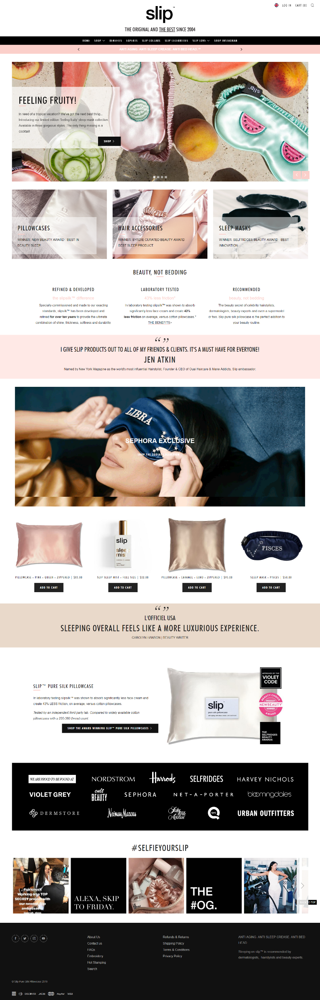 LOG IN
CART (0)
slip™
THE ORIGINAL AND THE BEST SINCE 2004
HOME
SHOP
BENEFITS
EXPERTS
SLIP COLLABS
SLIP CELEBRITIES
SLIP LOVE
SHOP INSTAGRAM
ANTI AGING. ANTI SLEEP CREASE. ANTI BED HEAD.™
slip
FEELING FRUITY!
In need of a tropical vacation? We've got the next best thing...
Introducing our limited edition 'feeling fruity' sleep mask collection.
Available in three gorgeous styles. The only thing missing is a
cocktail!
SHOP >
PILLOWCASES
WINNER: NEW BEAUTY AWARD BEST IN
BEAUTY SLEEP
HAIR ACCESSORIES
WINNER: BYRDIE CURATED BEAUTY AWARD
BEST SLEEP PRODUCT
SLEEP MASKS
WINNER: SELFRIDGES BEAUTY AWARD BEST
INNOVATION
BEAUTY, NOT BEDDING
REFINED & DEVELOPED
the slipsilk™ difference
Specially-commissioned and made to our exacting
standards, slipsilk™ has been developed and
refined for over ten years to provide the ultimate
combination of shine, thickness, softness and durability.
LABORATORY TESTED
43% less friction*
In laboratory testing slipsilk™ was shown to absorb
significantly less face cream and create 43%
less friction on average, versus cotton pillowcases.*
THE BENEFITS>
RECOMMENDED
beauty, not bedding
The beauty secret of celebrity hairstylists,
dermatologists, beauty exports and even a supermodel
or two. Slip pure silk pillowcase is the perfect addition to
your beauty routine.
“ ”
I GIVE SLIP PRODUCTS OUT TO ALL OF MY FRIENDS & CLIENTS. IT'S A MUST HAVE FOR EVERYONE!
JEN ATKIN
Named by New York Magazine as the world's most influential Hairstylist, Founder & CEO of Ouai Haircare & Mane Addicts, Slip ambassador.
LIBRA
SEPHORA EXCLUSIVE
SHOP THE ZODIAC COLLECTION
slip
sleep
mist
slip
PISCES
PILLOWCASE - PINK - QUEEN - ZIPPERED | $85.00
SLIP SLEEP MIST - FULL SIZE | $32.00
PILLOWCASE - CARAMEL - EURO - ZIPPERED | $95.00
SLEEP MASK - PISCES | $50.00
ADD TO CART
ADD TO CART
ADD TO CART
ADD TO CART
“ ”
L'OFFICIEL USA
SLEEPING OVERALL FEELS LIKE A MORE LUXURIOUS EXPERIENCE.
CAROLYN HANSON | BEAUTY WRITER
SLIP™ PURE SILK PILLOWCASE
In laboratory testing slipsilk™ was shown to absorb significantly less face cream and
create 43% LESS friction, on average, versus cotton pillowcases.
Tested by an independent third party lab. Compared to widely available cotton
pillowcases with a 220-360 thread count.
SHOP THE AWARD WINNING SLIP™ PURE SILK PILLOWCASES >
slip™
pure silk pillowcase
anti aging. anti sleep crease. anti bed head
APPROVED BY THE
VIOLET
CODE
BEAUTY CHOICE
PRODUCT
NEWBEAUTY
WINNER
AWARD
THE
SELFRIDGES
BEAUTY
AWARDS
WE ARE PROUD TO BE FOUND AT
NORDSTROM
Harrods
SELFRIDGES
HARVEY NICHOLS
VIOLET GREY
cult
BEAUTY
SEPHORA
NET-A-PORTER
bloomingdales
DERMSTORE
Neiman Marcus
Saks
Fifth
Avenue
QVC
URBAN OUTFITTERS
#SELFIEYOURSLIP
#girlcrush
Working on a TOP
SECRET project with
our newest Slip
ambassador
@steph_shep
ALEXA, SKIP
TO FRIDAY.
THE
#OG.
BACK TO TOP
About Us
Contact us
FAQs
Embroidery
Hot Stamping
Search
Refunds & Returns
Shipping Policy
Terms & Conditions
Privacy Policy
ANTI AGING. ANTI SLEEP CREASE. ANTI BED
HEAD.
Sleeping on slip™ is recommended by
dermatologists, hairstylists and beauty experts.
© Slip Pure Silk Pillowcase 2019
DISCOVER
JCB
PayPal
VISA